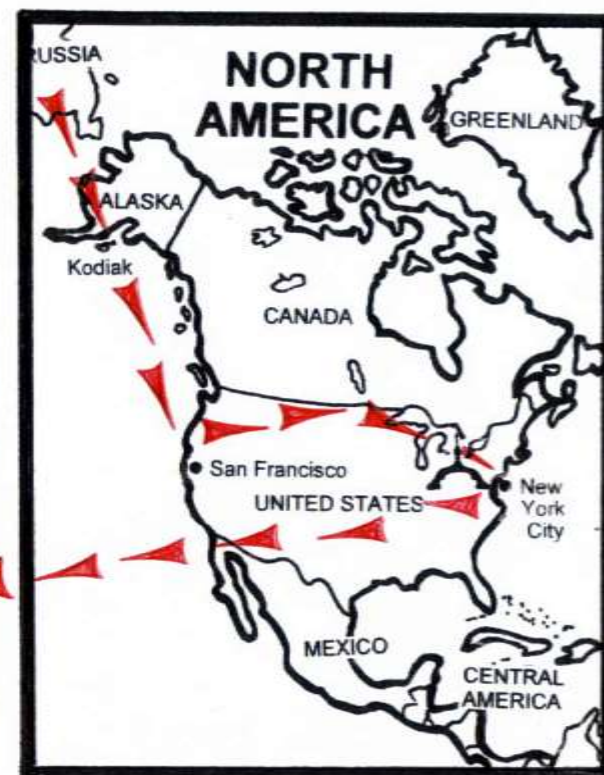 RUSSIA
NORTH
AMERICA
GREENLAND
ALASKA
Kodiak
CANADA
San Francisco
UNITED STATES
New
York
City
MEXICO
CENTRAL
AMERICA